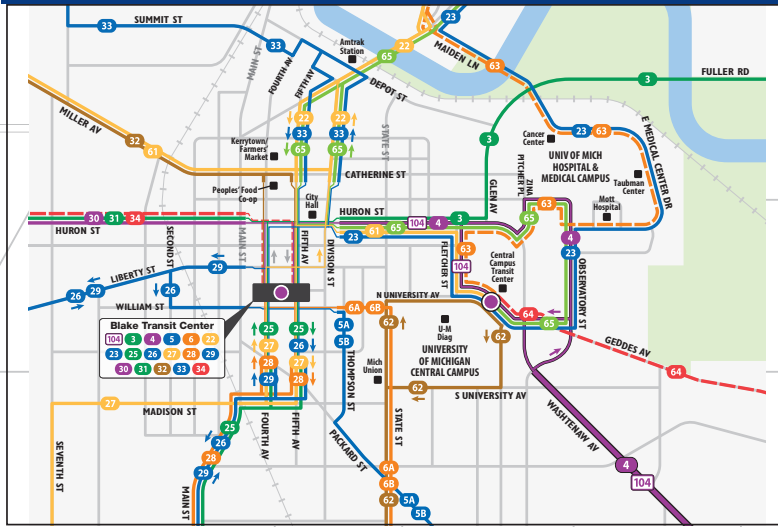 23
33
SUMMIT ST
33
Amtrak
Station
22
65
MAIDEN LN
63
3
FULLER RD
MAIN ST
FOURTH AV
FIFTH AV
DEPOT ST
MILLER AV
32
61
22
22
33
33
65
65
STATE ST
3
Cancer
Center
23
63
E MEDICAL CENTER DR
Kerrytown/
Farmers'
Market
CATHERINE ST
UNIV OF MICH
HOSPITAL &
MEDICAL CAMPUS
Taubman
Center
Peoples' Food
Co-op
City
Hall
GLEN AV
ZINA
PITCHER PL
63
65
Mott
Hospital
30
31
34
HURON ST
HURON ST
104
4
3
65
61
23
63
4
23
SECOND ST
MAIN ST
FIFTH AV
DIVISION ST
FLETCHER ST
104
Central
Campus
Transit
Center
OBSERVATORY ST
LIBERTY ST
29
26
29
26
WILLIAM ST
N UNIVERSITY AV
6A
6B
62
64
65
GEDDES AV
64
Blake Transit Center
104
3
4
5
6
22
23
25
26
27
28
29
30
31
32
33
34
25
25
27
26
28
27
29
28
5A
5B
THOMPSON ST
U-M
Diag
62
UNIVERSITY
OF MICHIGAN
CENTRAL CAMPUS
Mich
Union
62
S UNIVERSITY AV
27
MADISON ST
SEVENTH ST
25
26
28
29
MAIN ST
FOURTH AV
FIFTH AV
PACKARD ST
STATE ST
6A
6B
62
5A
5B
WASHTENAW AV
4
104